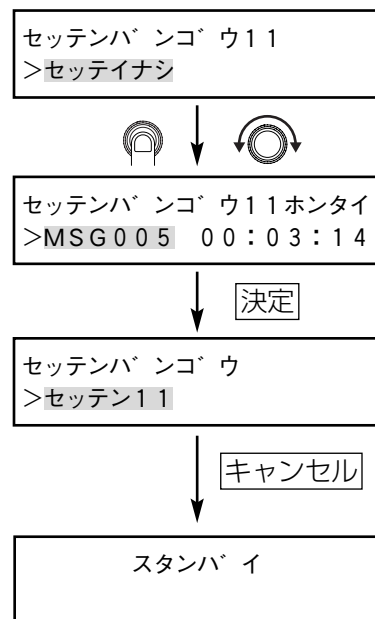 セッテンバンゴウ11
>セッテイナシ
セッテンバンゴウ11ホンタイ
>MSG005 00:03:14
決定
セッテンバンゴウ
>セッテン11
キャンセル
スタンバイ